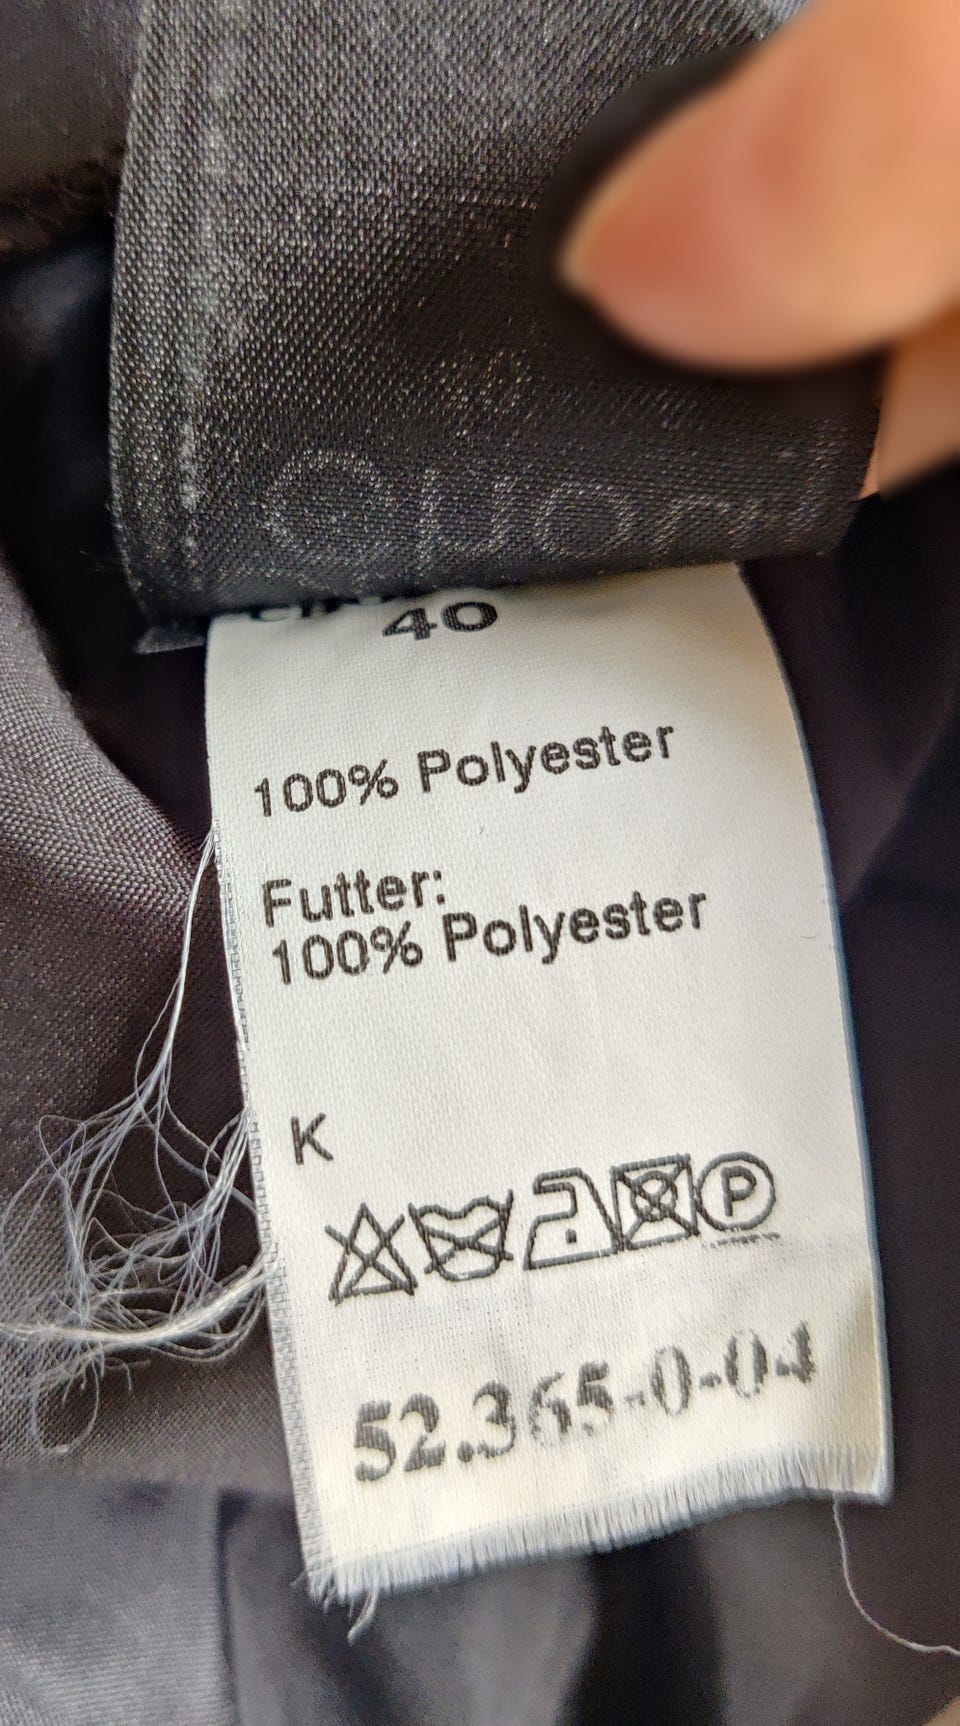 40
100% Polyester
Futter:
100% Polyester
K
P
52.365-0-04